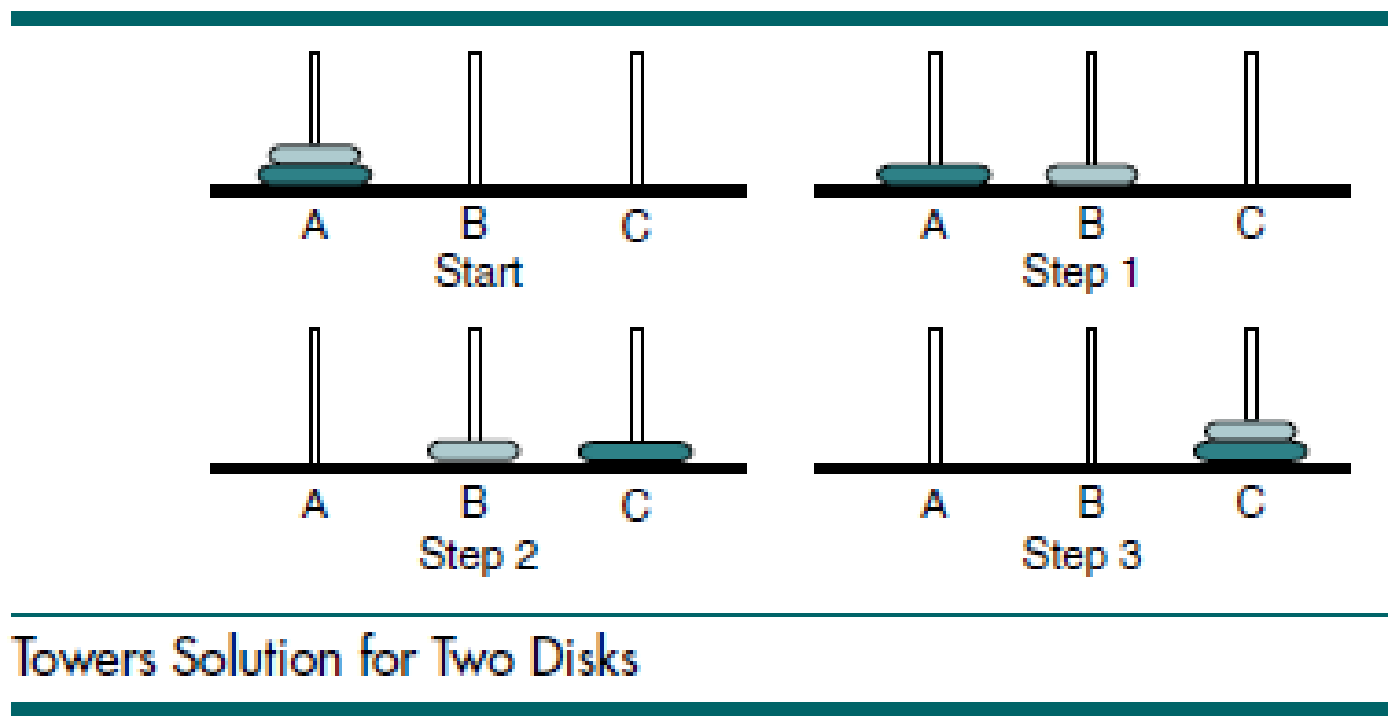 A B C A B C
Start Step 1
A B C A B C
Step 2 Step 3
Towers Solution for Two Disks